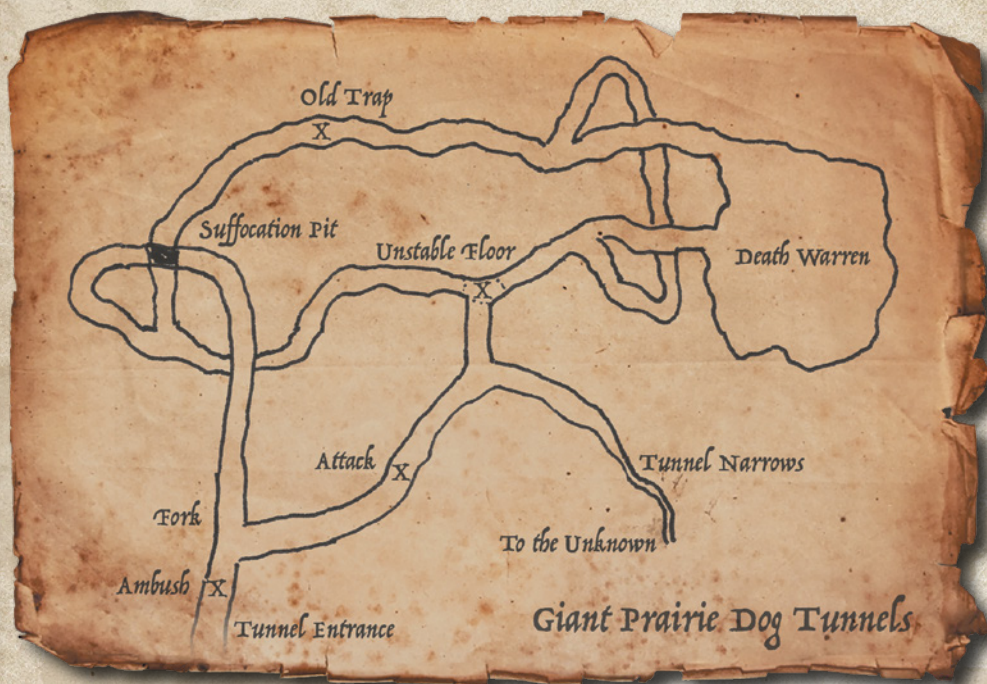 Old Trap
X
Suffocation Pit
Unstable Floor
X
Death Warren
Attack
X
Tunnel Narrows
Fork
To the Unknown
Ambush
X
Tunnel Entrance
Giant Prairie Dog Tunnels